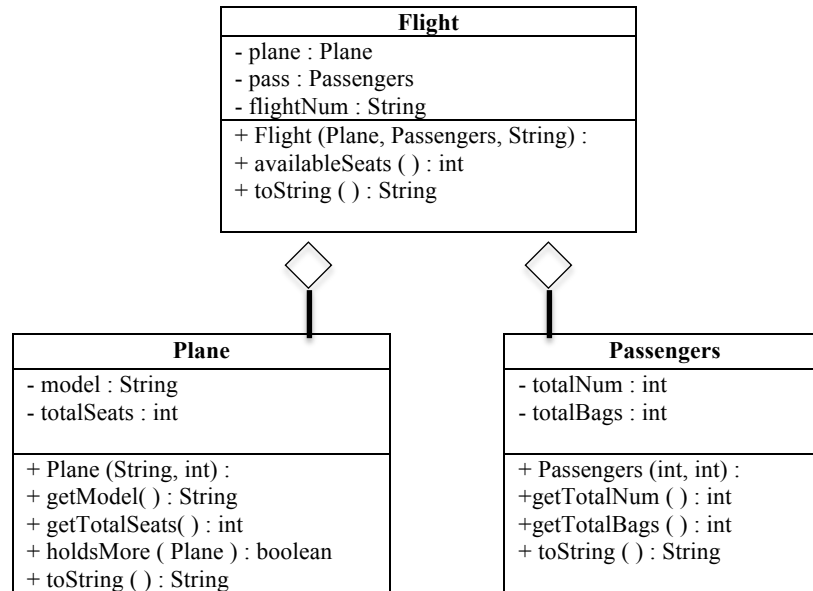 Flight
- plane : Plane
- pass : Passengers
- flightNum : String
+ Flight (Plane, Passengers, String) :
+ availableSeats ( ) : int
+ toString ( ) : String
Plane
- model : String
- totalSeats : int
+ Plane (String, int) :
+ getModel( ) : String
+ getTotalSeats( ) : int
+ holdsMore ( Plane ) : boolean
+ toString ( ) : String
Passengers
- totalNum : int
- totalBags : int
+ Passengers (int, int) :
+getTotalNum ( ) : int
+getTotalBags ( ) : int
+ toString ( ) : String